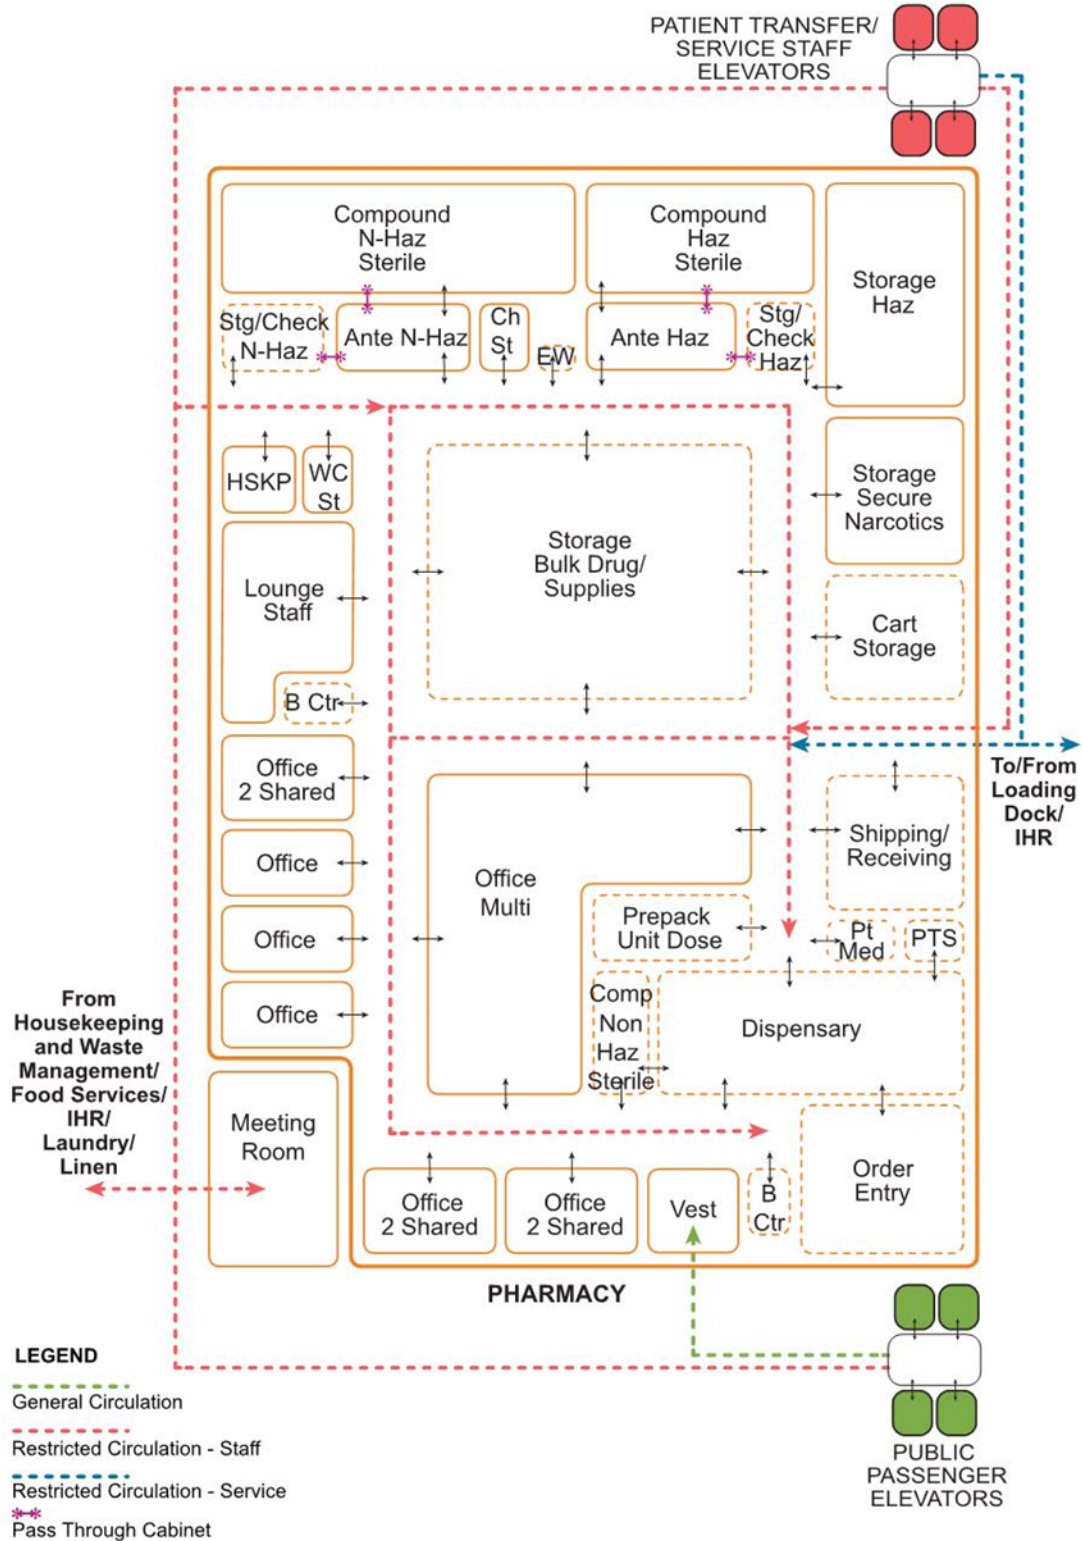 PATIENT TRANSFER/
SERVICE STAFF
ELEVATORS
Compound
N-Haz
Sterile
Compound
Haz
Sterile
Storage
Haz
Stg/Check
N-Haz
Ante N-Haz
Ch
St
EW
Ante Haz
Stg/
Check
Haz
HSKP
WC
St
Storage
Bulk Drug/
Supplies
Storage
Secure
Narcotics
Lounge
Staff
Cart
Storage
B Ctr
Office
2 Shared
To/From
Loading
Dock/
IHR
Shipping/
Receiving
Office
Office
Multi
Prepack
Unit Dose
Pt
Med
PTS
Office
Office
Comp
Non
Haz
Sterile
Dispensary
From
Housekeeping
and Waste
Management/
Food Services/
IHR/
Laundry/
Linen
Meeting
Room
Office
2 Shared
Office
2 Shared
Vest
B
Ctr
Order
Entry
PHARMACY
LEGEND
General Circulation
Restricted Circulation - Staff
Restricted Circulation - Service
Pass Through Cabinet
PUBLIC
PASSENGER
ELEVATORS